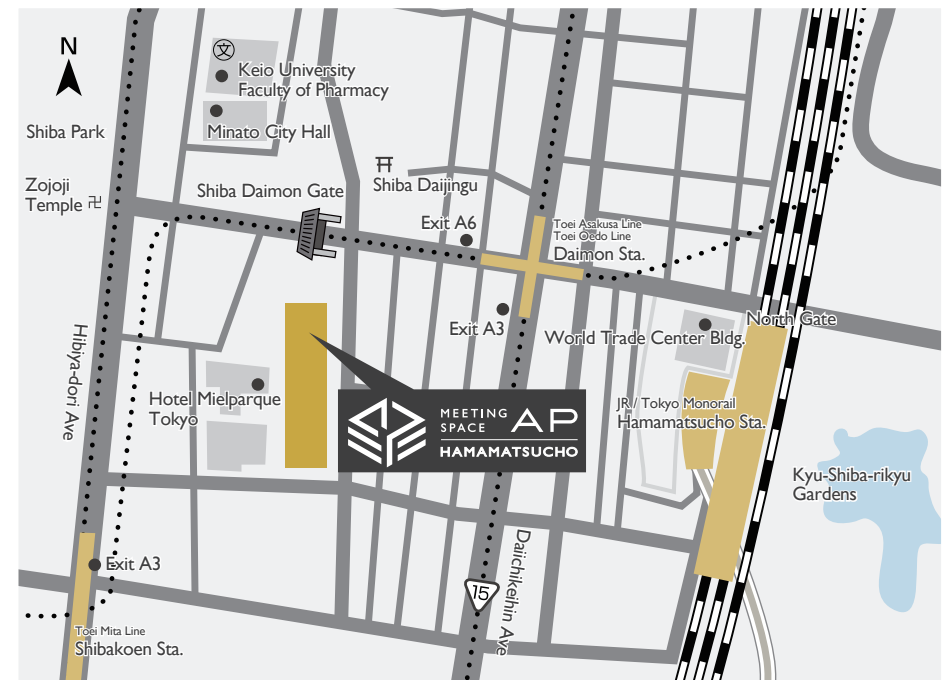 N
文
Keio University
Faculty of Pharmacy
Minato City Hall
Shiba Park
Zojoji
Temple 卍
Shiba Daimon Gate
Shiba Daijingu
Exit A6
Toei Asakusa Line
Toei Oedo Line
Daimon Sta.
Exit A3
North Gate
World Trade Center Bldg.
Hibiya-dori Ave
Hotel Mielparque
Tokyo
MEETING
SPACE AP
HAMAMATSUCHO
JR / Tokyo Monorail
Hamamatsucho Sta.
Kyu-Shiba-rikyu
Gardens
Exit A3
15
Daiichikeihin Ave
Toei Mita Line
Shibakoen Sta.